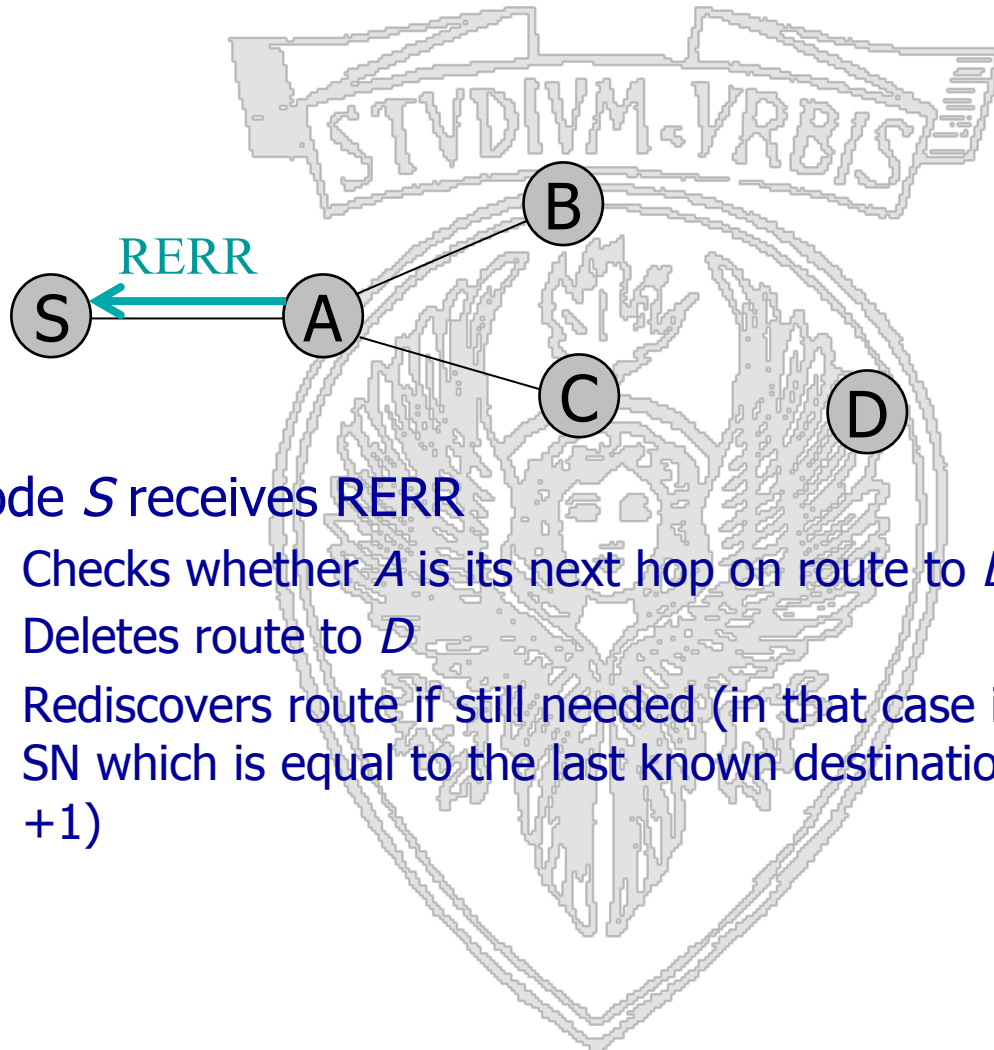 STVDIVM VRBIS
B
RERR
S
A
C
D
ode S receives RERR
Checks whether A is its next hop on route to
Deletes route to D
Rediscovers route if still needed (in that case
SN which is equal to the last known destinatio
+1)